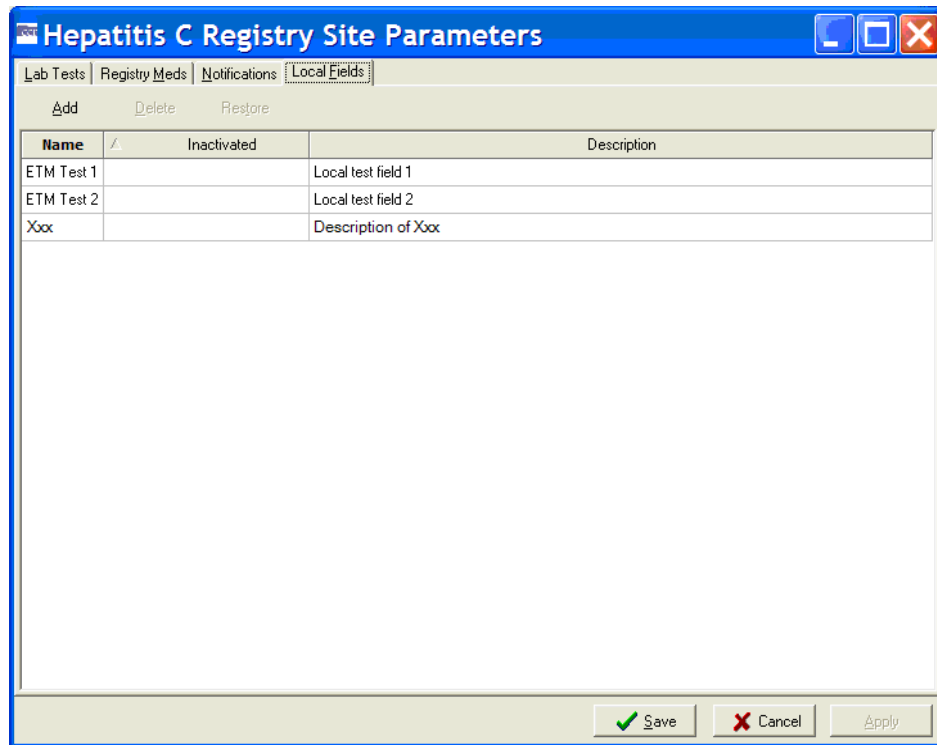 Hepatitis C Registry Site Parameters
Lab Tests Registry Meds Notifications Local Fields
Add Delete Restore
Name Inactivated Description
ETM Test 1 Local test field 1
ETM Test 2 Local test field 2
Xxx Description of Xxx
Save Cancel Apply